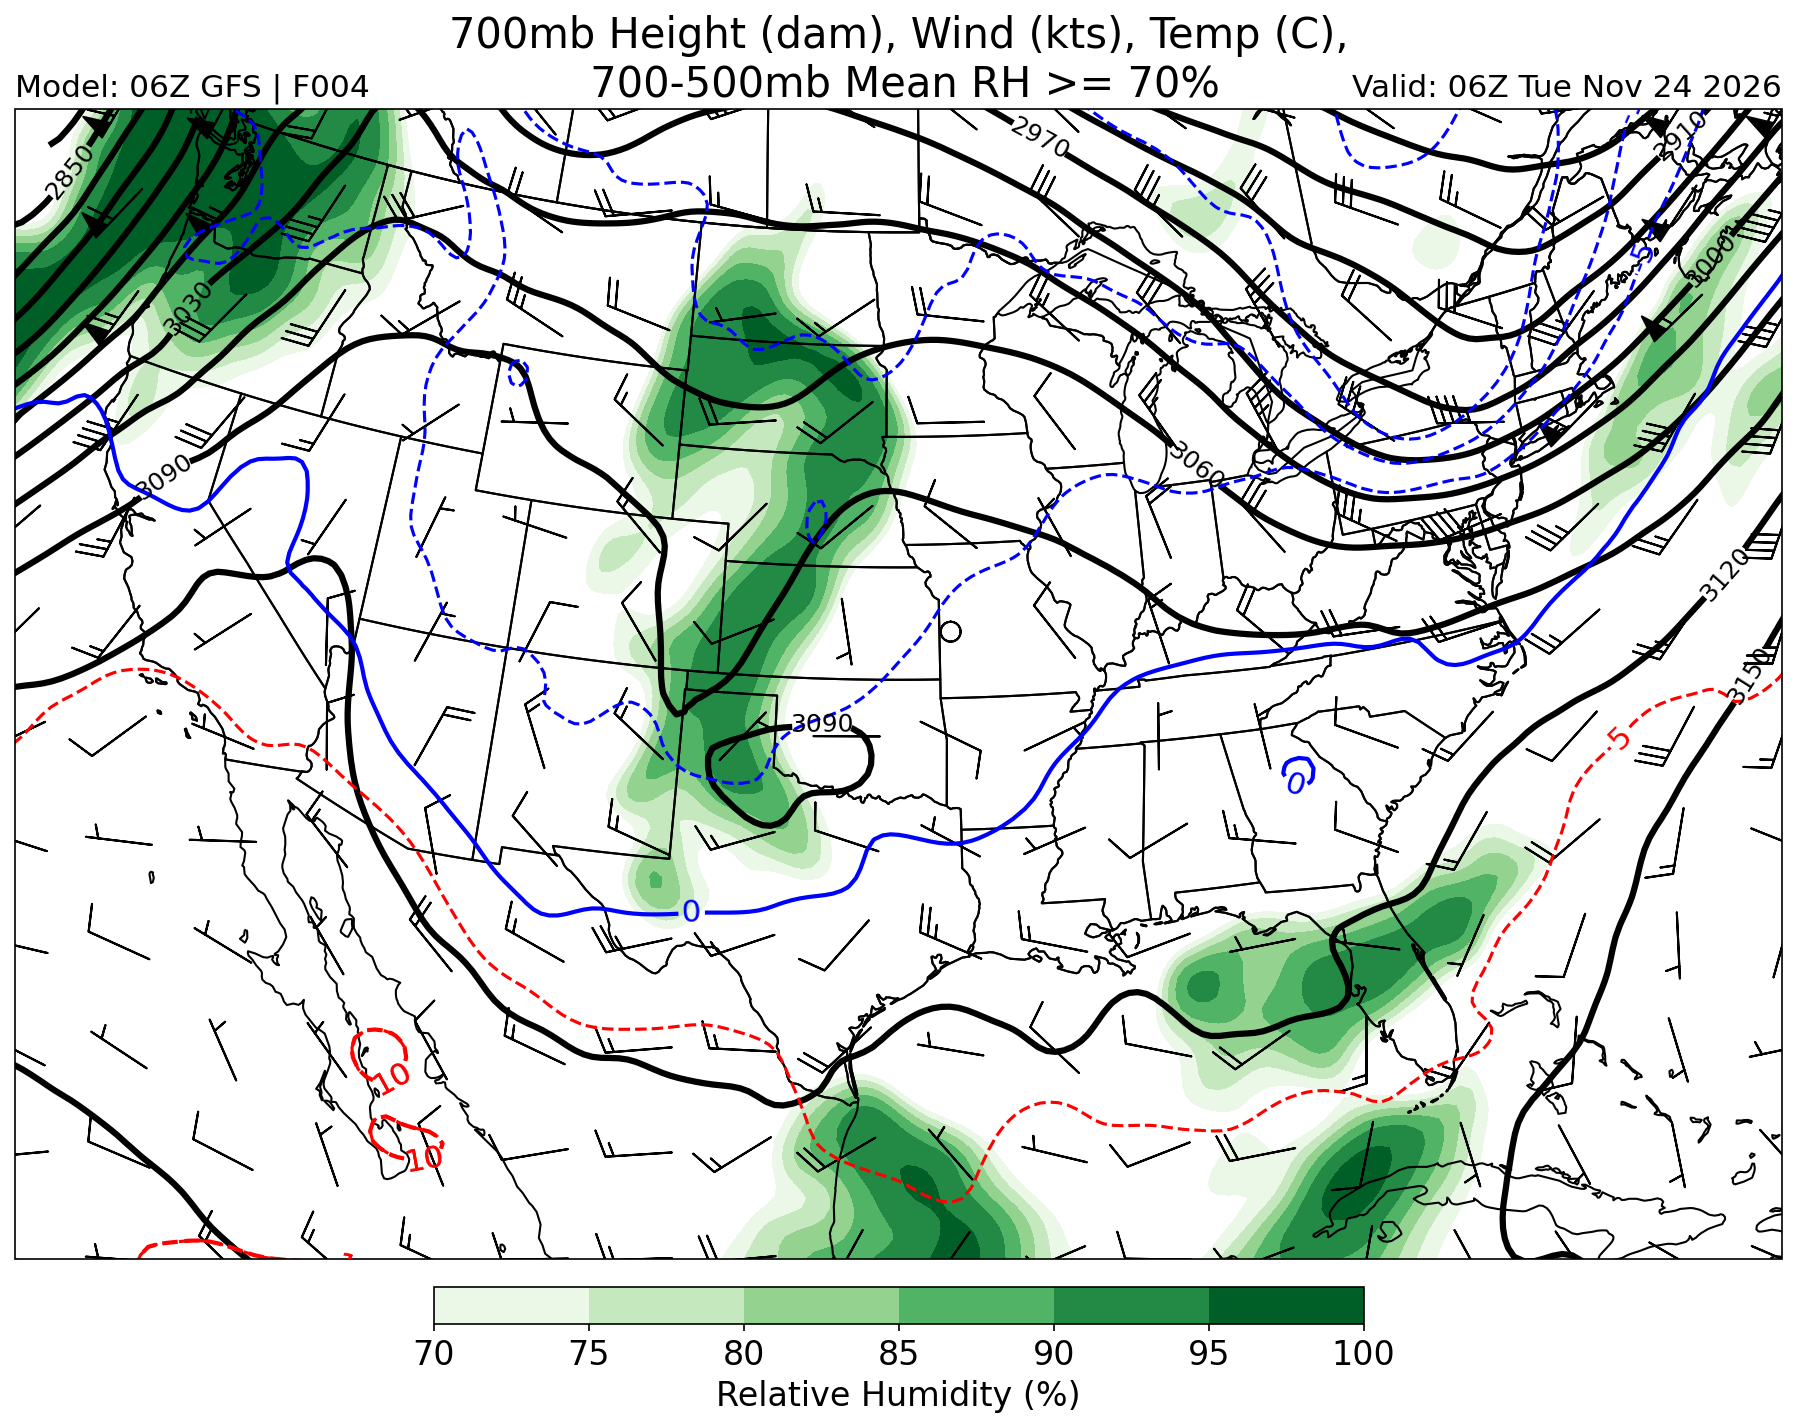 700mb Height (dam), Wind (kts), Temp (C),
700-500mb Mean RH >= 70%
Model: 06Z GFS | F004
Valid: 06Z Tue Nov 24 2026
2850
2970
2910
3000
3030
-5
3090
3060
3120
3150
3090
5
0
0
10
10
70 75 80 85 90 95 100
Relative Humidity (%)